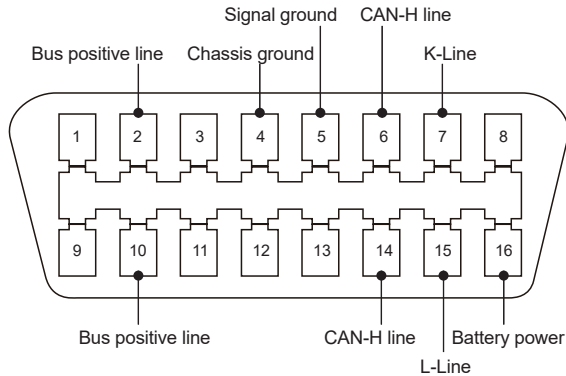 Signal ground CAN-H line
Bus positive line Chassis ground K-Line
1 2 3 4 5 6 7 8
9 10 11 12 13 14 15 16
Bus positive line CAN-H line Battery power
L-Line